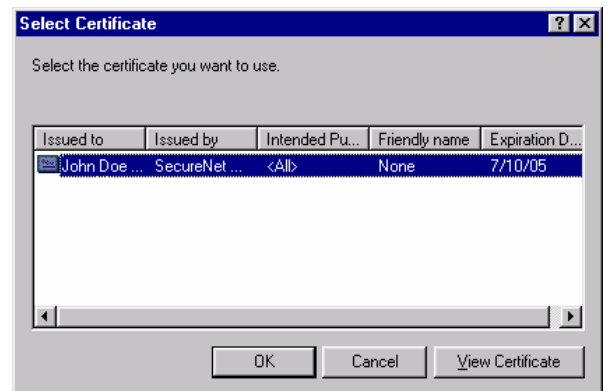 Select Certificate
Select the certificate you want to use.
Issued to Issued by Intended Pu... Friendly name Expiration D...
John Doe ... SecureNet ... <All> None 7/10/05
OK Cancel View Certificate